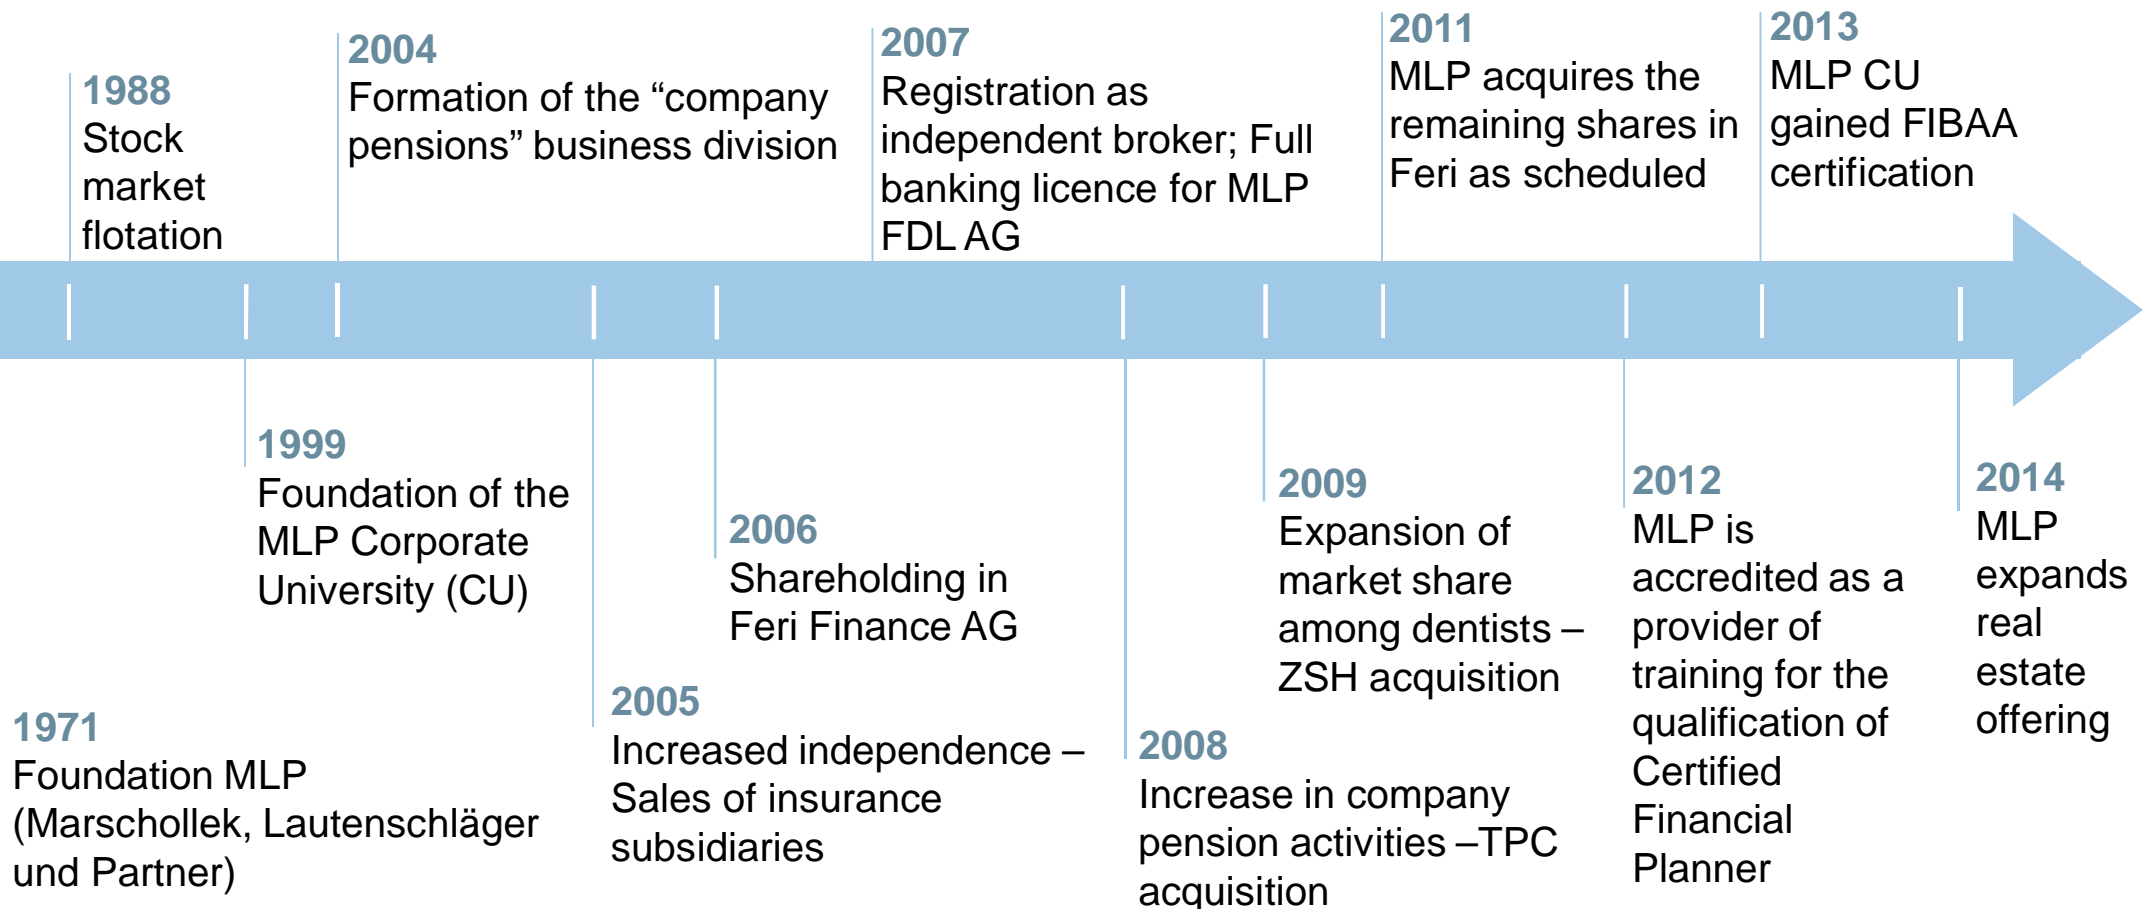 1988
Stock
market
flotation
2004
Formation of the “company
pensions” business division
2007
Registration as
independent broker; Full
banking licence for MLP
FDL AG
2011
MLP acquires the
remaining shares in
Feri as scheduled
2013
MLP CU
gained FIBAA
certification
1971
Foundation MLP
(Marschollek, Lautenschläger
und Partner)
1999
Foundation of the
MLP Corporate
University (CU)
2005
Increased independence –
Sales of insurance
subsidiaries
2006
Shareholding in
Feri Finance AG
2008
Increase in company
pension activities –TPC
acquisition
2009
Expansion of
market share
among dentists –
ZSH acquisition
2012
MLP is
accredited as a
provider of
training for the
qualification of
Certified
Financial
Planner
2014
MLP
expands
real
estate
offering